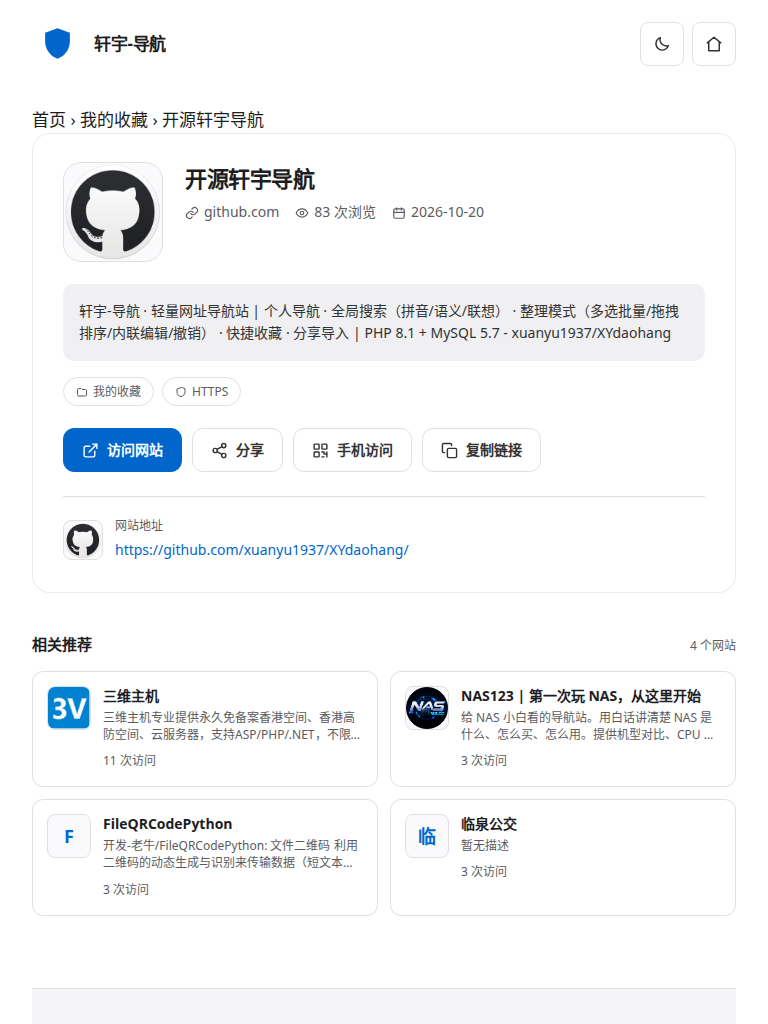 轩宇-导航
首页 › 我的收藏 › 开源轩宇导航
开源轩宇导航
github.com 83 次浏览 2026-10-20
轩宇-导航 · 轻量网址导航站 | 个人导航 · 全局搜索（拼音/语义/联想） · 整理模式（多选批量/拖拽
排序/内联编辑/撤销） · 快捷收藏 · 分享导入 | PHP 8.1 + MySQL 5.7 - xuanyu1937/XYdaohang
我的收藏 HTTPS
访问网站 分享 手机访问 复制链接
网站地址
https://github.com/xuanyu1937/XYdaohang/
相关推荐 4 个网站
3V
三维主机
三维主机专业提供永久免备案香港空间、香港高
防空间、云服务器，支持ASP/PHP/.NET，不限...
11 次访问
NAS
NAS123 | 第一次玩 NAS，从这里开始
给 NAS 小白看的导航站。用白话讲清楚 NAS 是
什么、怎么买、怎么用。提供机型对比、CPU ...
3 次访问
F
FileQRCodePython
开发-老牛/FileQRCodePython: 文件二维码 利用
二维码的动态生成与识别来传输数据（短文本...
3 次访问
临
临泉公交
暂无描述
3 次访问